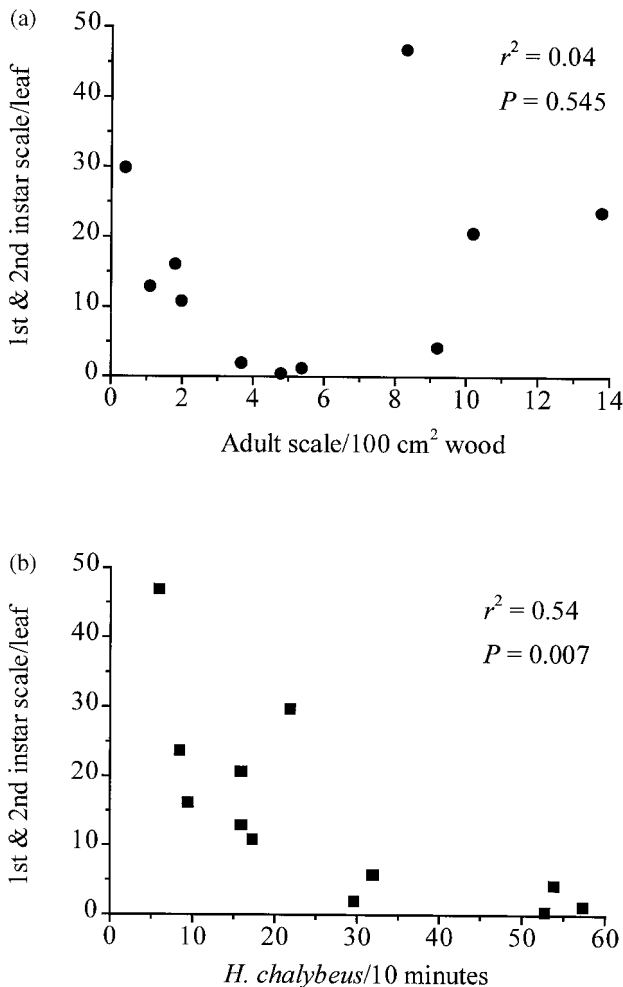 (a)
50
40
30
20
10
0
1st & 2nd instar scale/leaf
r² = 0.04
P = 0.545
0 2 4 6 8 10 12 14
Adult scale/100 cm² wood
(b)
50
40
30
20
10
0
1st & 2nd instar scale/leaf
r² = 0.54
P = 0.007
0 10 20 30 40 50 60
H. chalybeus/10 minutes